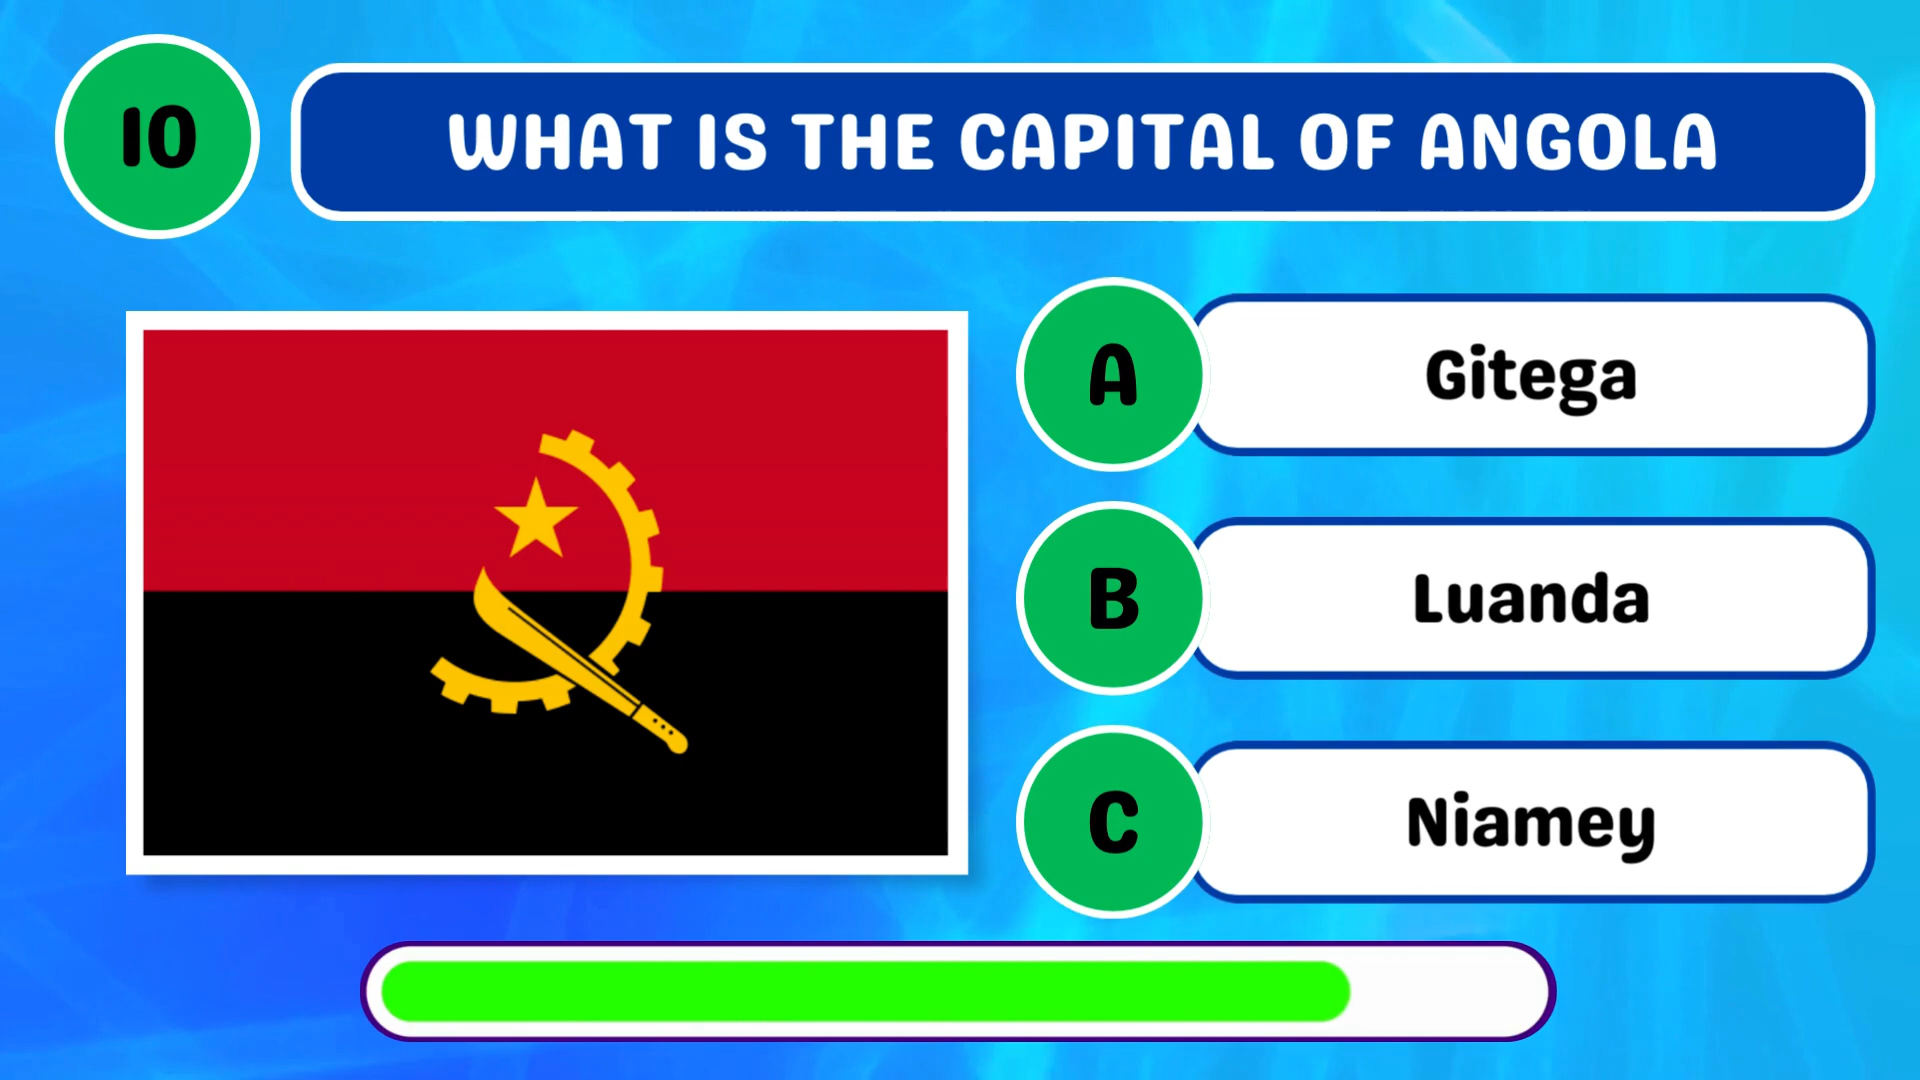 10
WHAT IS THE CAPITAL OF ANGOLA
A
Gitega
B
Luanda
C
Niamey